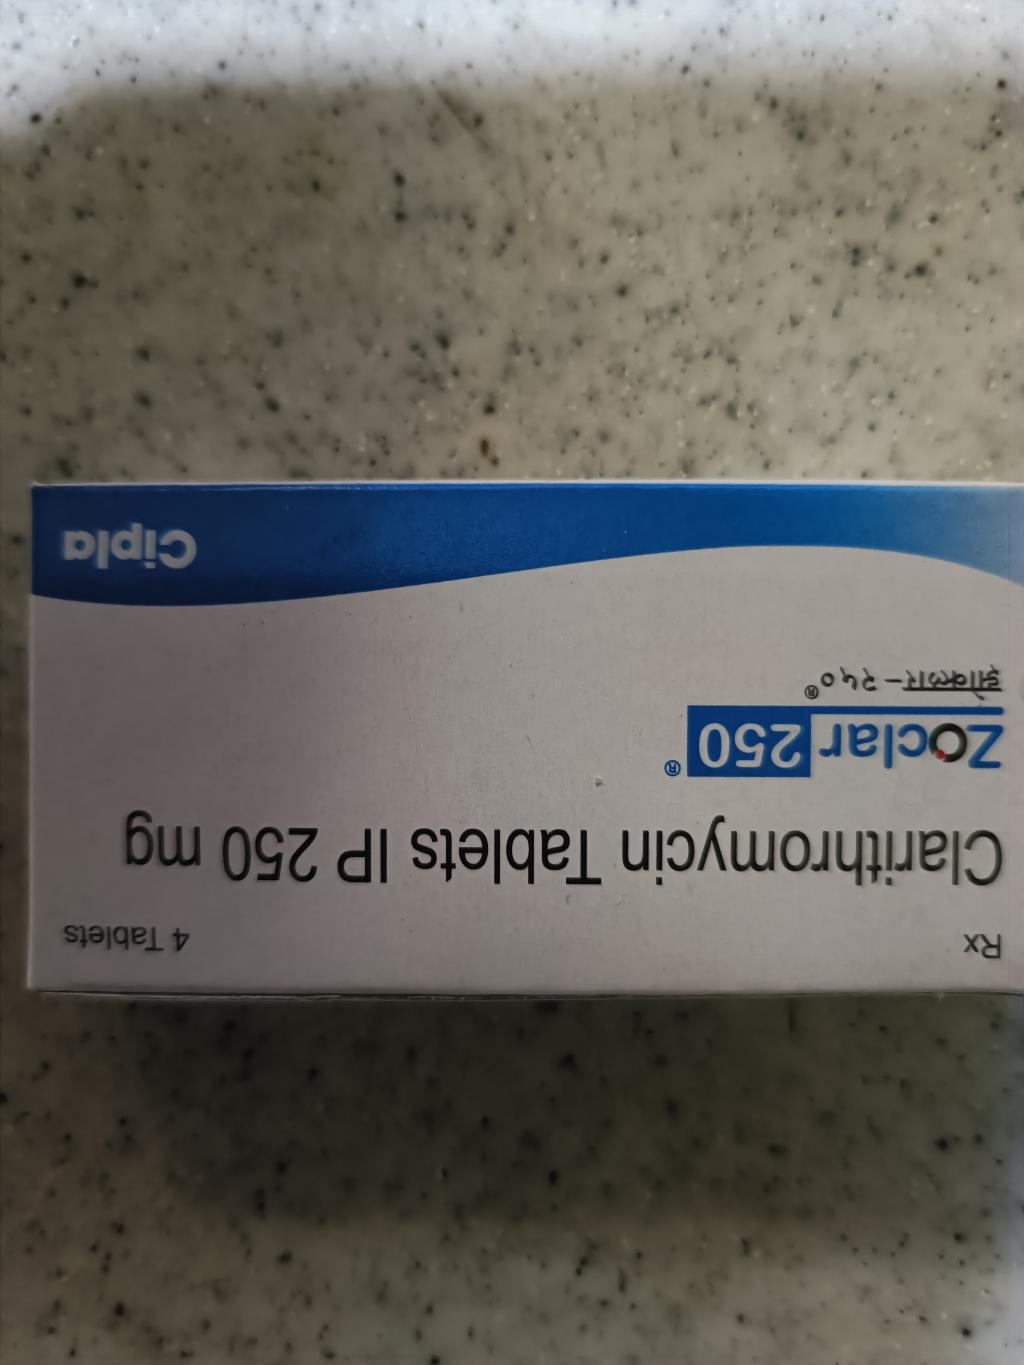 Rx 4 Tablets
Clarithromycin Tablets IP 250 mg
Zoclar 250®
झोक्लार-२५०®
Cipla